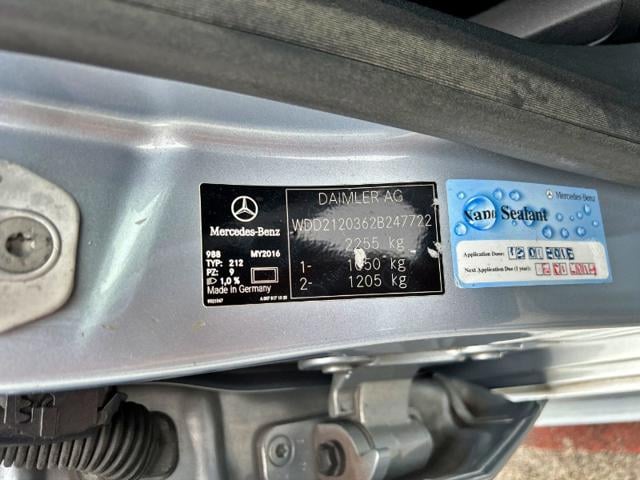 Mercedes-Benz
988 MY2016
TYP: 212
PZ: 9
1,0 %
Made in Germany
DAIMLER AG
WDD2120362B247722
2255 kg
1- 1050 kg
2- 1205 kg
Mercedes-Benz
Nano Sealant
Application Done:
Next Application Due (1 year):